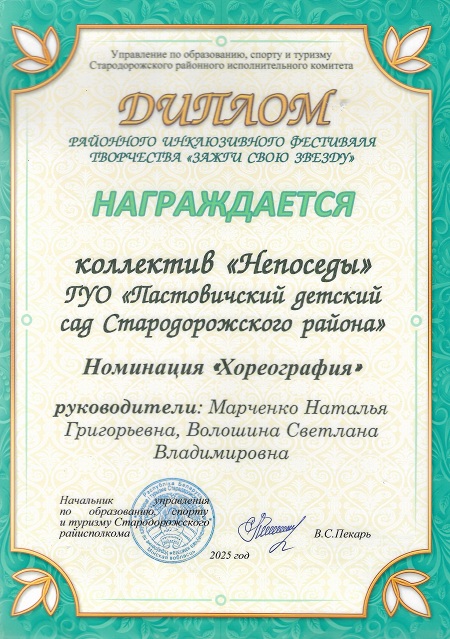 Управление по образованию, спорту и туризму
Стародорожского районного исполнительного комитета
ДИПЛОМ
РАЙОННОГО ИНКЛЮЗИВНОГО ФЕСТИВАЛЯ
ТВОРЧЕСТВА «ЗАЖГИ СВОЮ ЗВЕЗДУ»
НАГРАЖДАЕТСЯ
коллектив «Непоседы»
ГУО «Пастовичский детский
сад Стародорожского района»
Номинация «Хореография»
руководители: Марченко Наталья
Григорьевна, Волошина Светлана
Владимировна
Начальник управления
по образованию, спорту
и туризму Стародорожского
райисполкома
В.С.Пекарь
2025 год